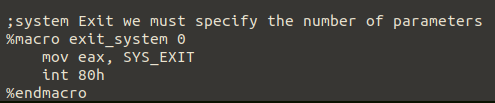 ;system Exit we must specify the number of parameters
%macro exit_system 0
    mov eax, SYS_EXIT
    int 80h
%endmacro